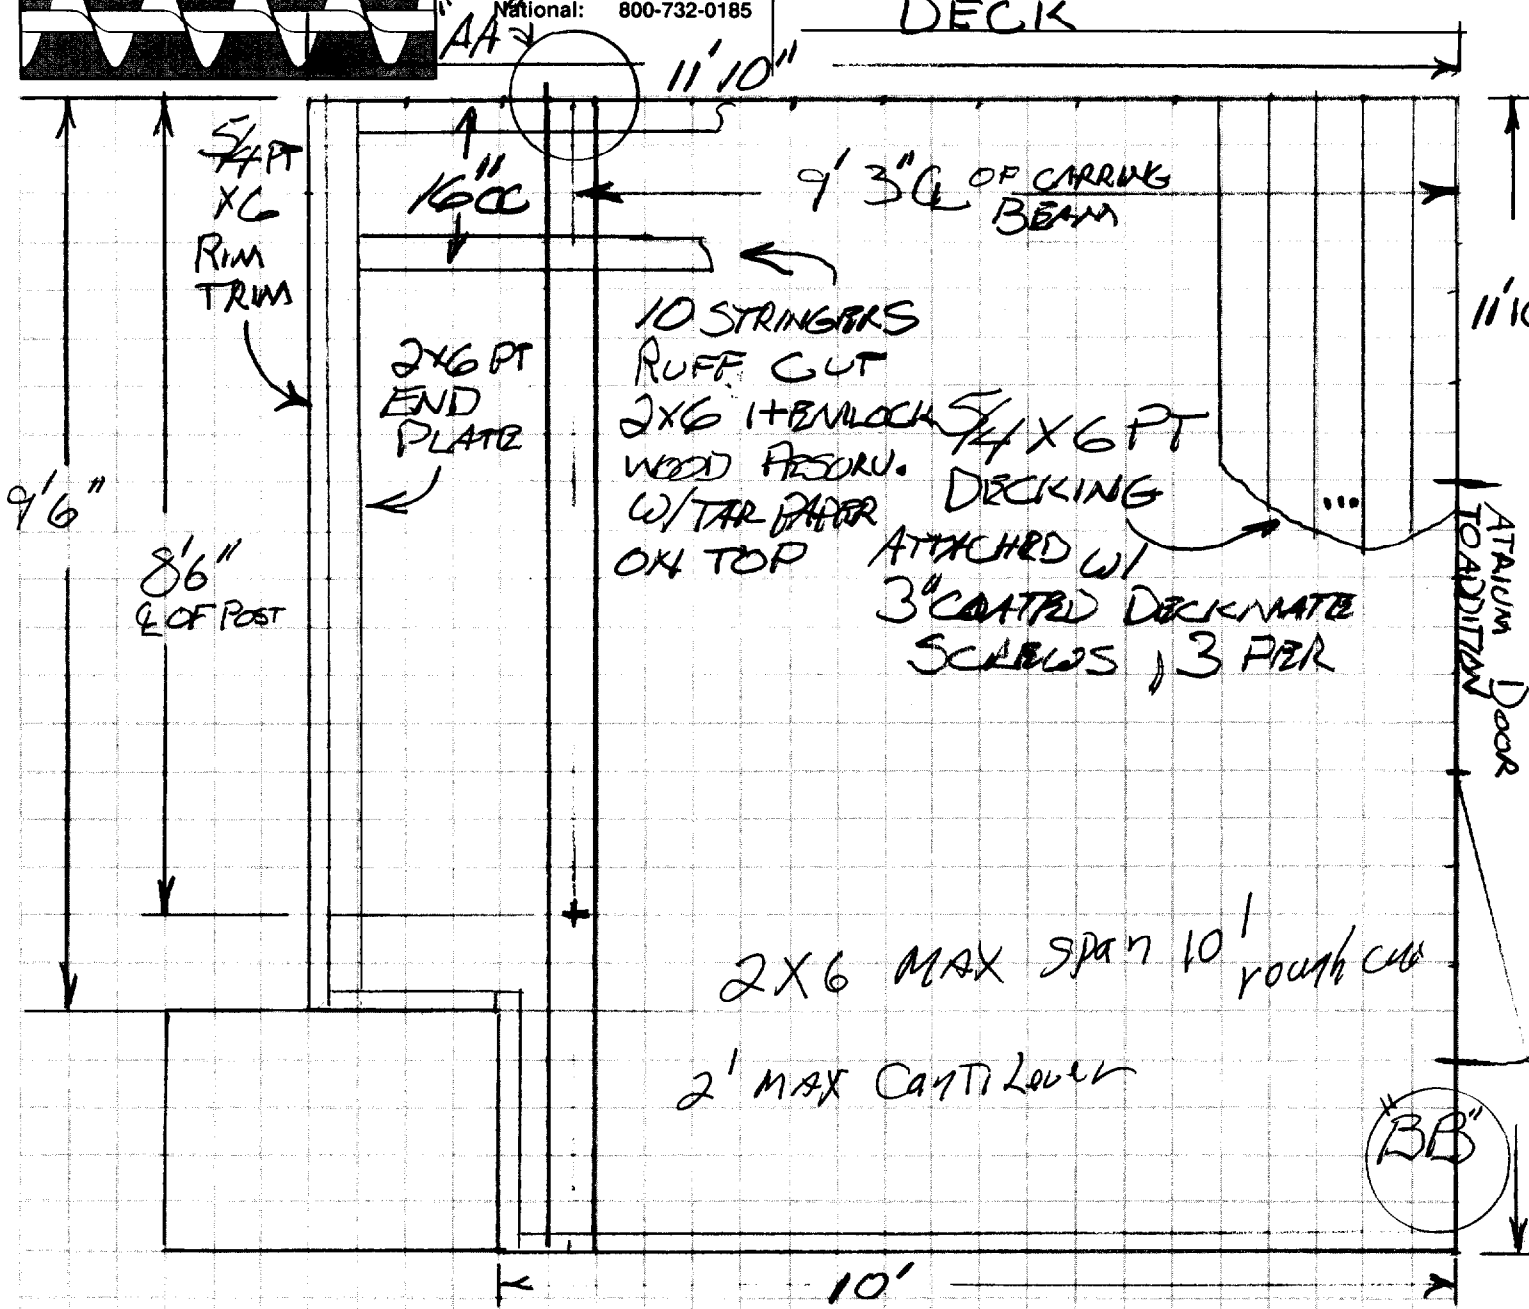 National: 800-732-0185
DECK
"AA"
11'10"
5/4 PT
X6
RIM
TRIM
16"OC
9' 3" CL OF CARRING
BEAM
11'10
10 STRINGERS
RUFF CUT
2X6 HEMLOCK
WOOD PRESURV.
W/TAR PAPER
ON TOP
2X6 PT
END
PLATE
5/4 X 6 PT
DECKING
ATTACHED W/
3" COATED DECKMATE
SCREWS, 3 PER
...
9'6"
8'6"
CL OF POST
ATRIUM DOOR
TO ADDITION
2X6 MAX Span 10'
rough cut
2' MAX CanTiLever
"BB"
10'